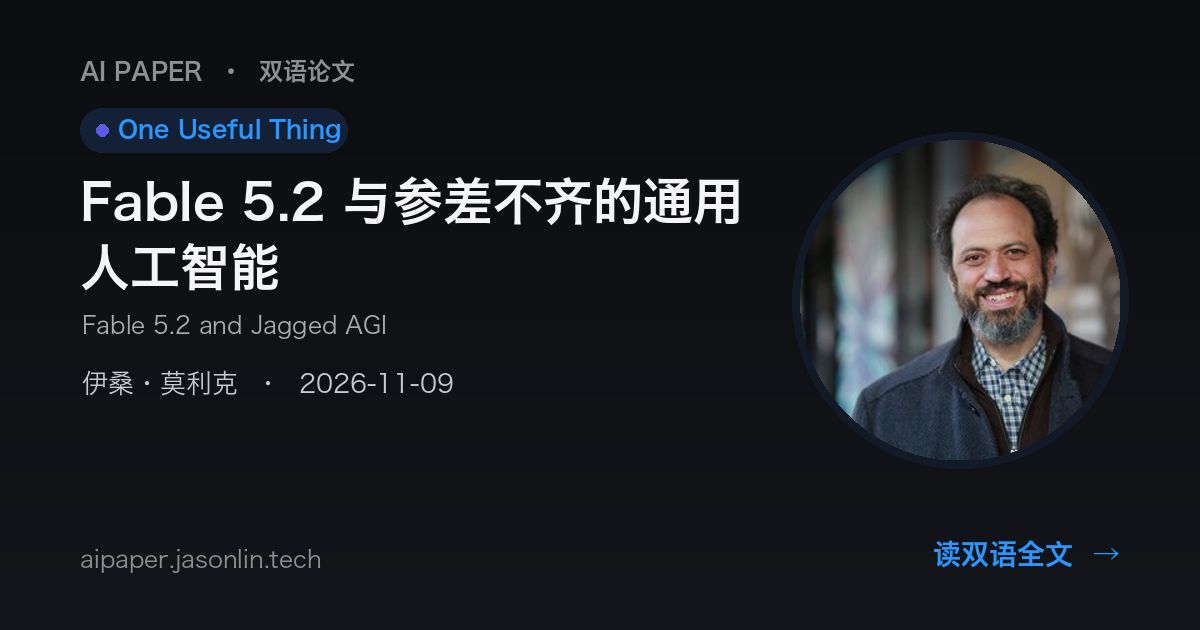 AI PAPER · 双语论文
One Useful Thing
Fable 5.2 与参差不齐的通用
人工智能
Fable 5.2 and Jagged AGI
伊桑·莫利克 · 2026-11-09
aipaper.jasonlin.tech
读双语全文 →